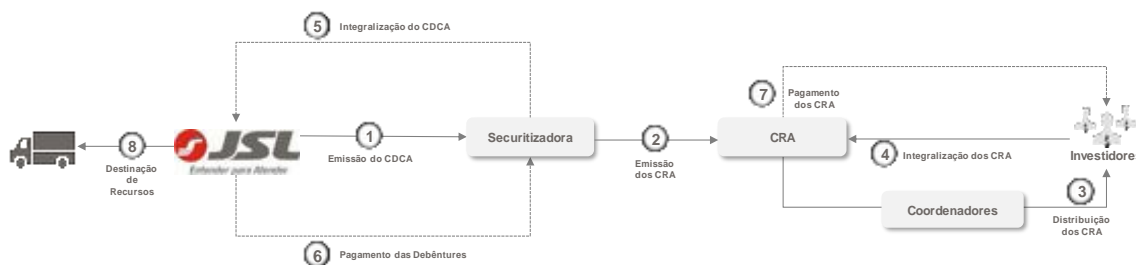 5
Integralização do CDCA
7
Pagamento
dos CRA
JSL
Entender para Atender
1
Emissão do CDCA
Securitizadora
2
Emissão
dos CRA
CRA
4
Integralização dos CRA
Investidore
8
Destinação
de
Recursos
Coordenadores
3
Distribuição
dos CRA
6
Pagamento das Debêntures